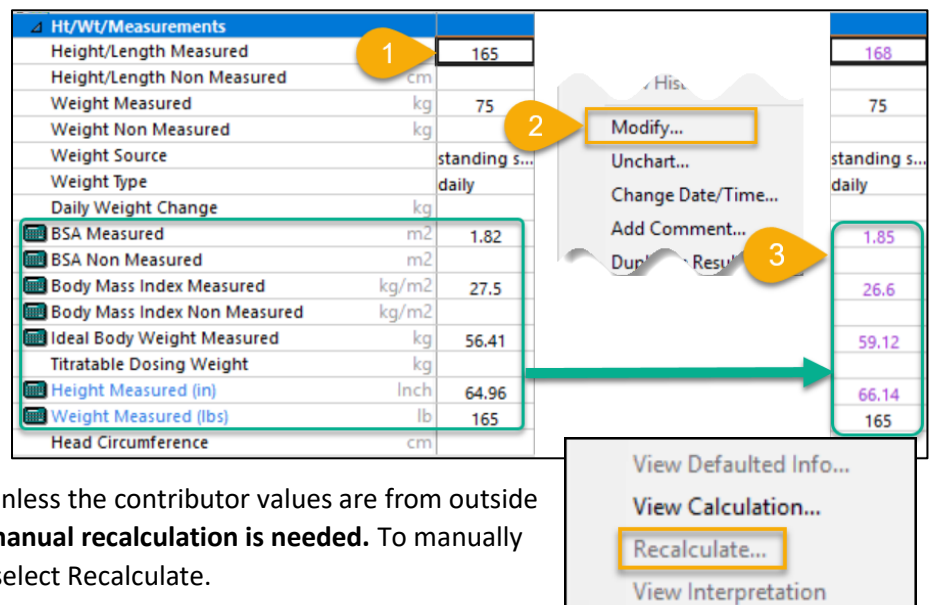 Ht/Wt/Measurements
Height/Length Measured 1 165 168
Height/Length Non Measured cm
Weight Measured kg 75 75
Weight Non Measured kg
Weight Source standing s... standing s...
Weight Type daily daily
Daily Weight Change kg
BSA Measured m2 1.82 1.85
BSA Non Measured m2
Body Mass Index Measured kg/m2 27.5 26.6
Body Mass Index Non Measured kg/m2
Ideal Body Weight Measured kg 56.41 59.12
Titratable Dosing Weight kg
Height Measured (in) Inch 64.96 66.14
Weight Measured (lbs) lb 165 165
Head Circumference cm
2
Modify...
Unchart...
Change Date/Time...
Add Comment...
3
nless the contributor values are from outside
anual recalculation is needed. To manually
select Recalculate.
View Defaulted Info...
View Calculation...
Recalculate...
View Interpretation